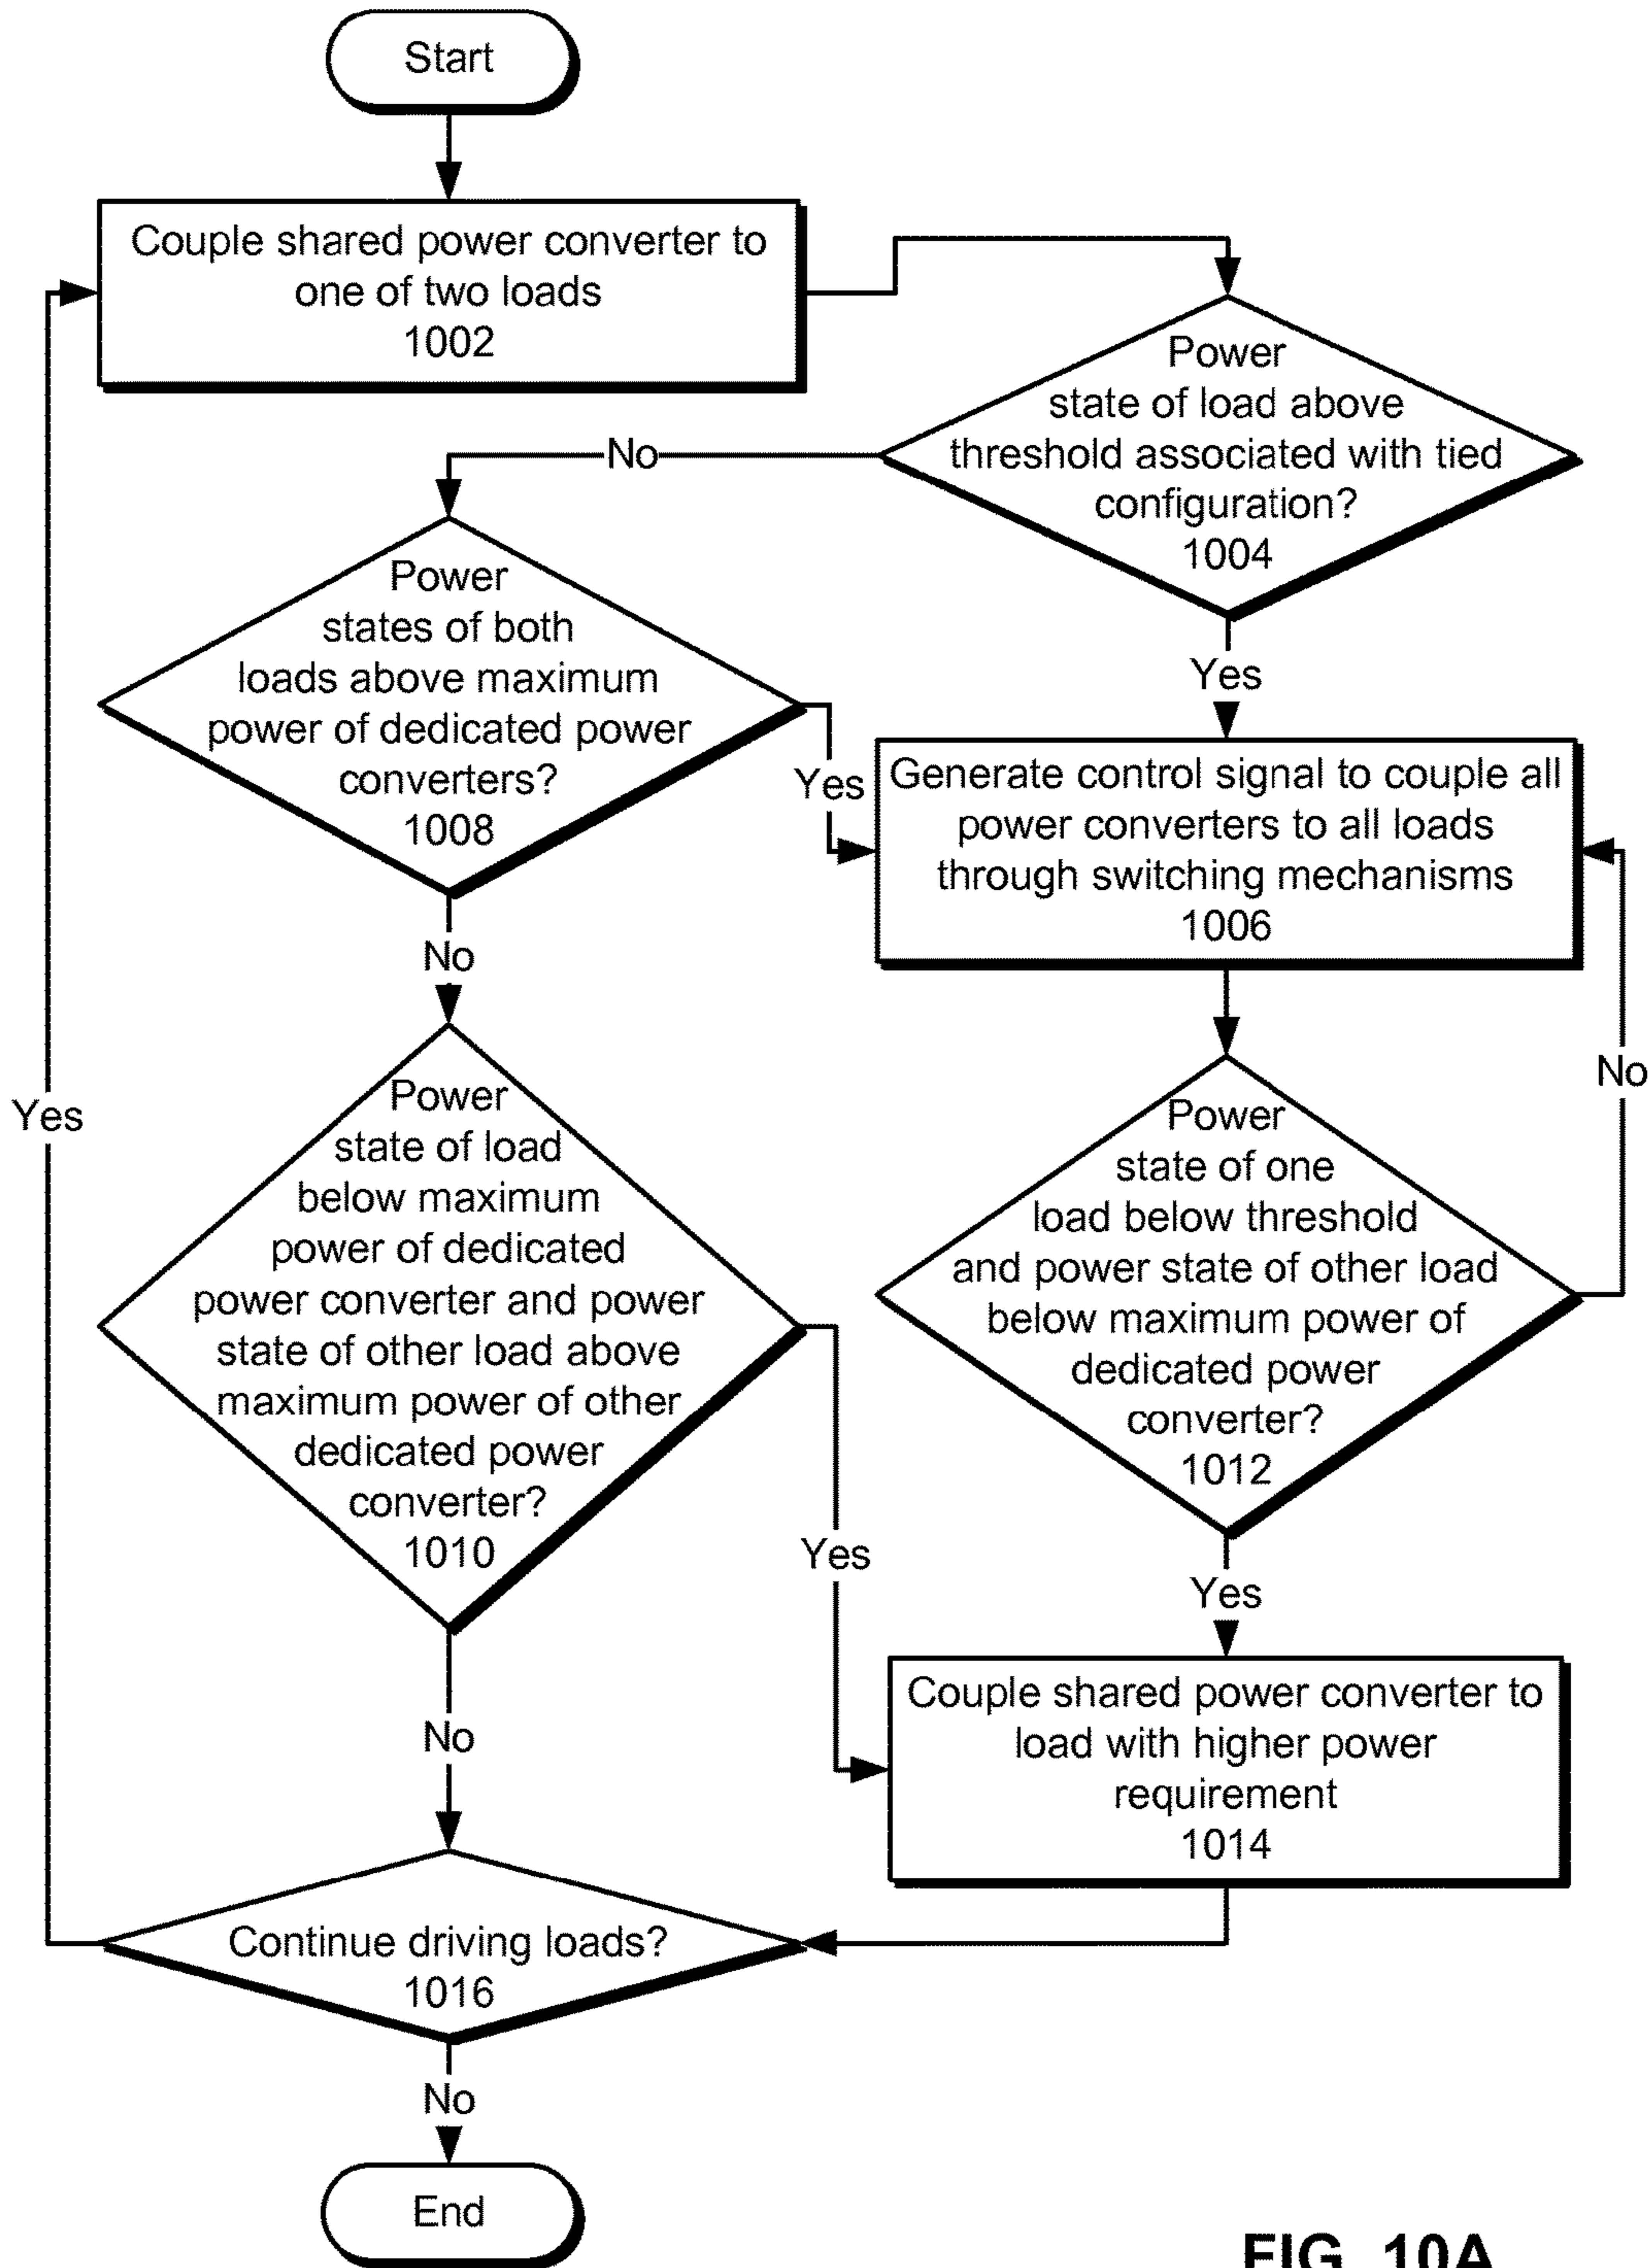 Start
Couple shared power converter to
one of two loads
1002
Power
state of load above
threshold associated with tied
configuration?
1004
No
Yes
Power
states of both
loads above maximum
power of dedicated power
converters?
1008
Yes
No
Generate control signal to couple all
power converters to all loads
through switching mechanisms
1006
Power
state of load
below maximum
power of dedicated
power converter and power
state of other load above
maximum power of other
dedicated power
converter?
1010
Yes
No
Power
state of one
load below threshold
and power state of other load
below maximum power of
dedicated power
converter?
1012
No
Yes
Couple shared power converter to
load with higher power
requirement
1014
Continue driving loads?
1016
Yes
No
End
FIG. 10A